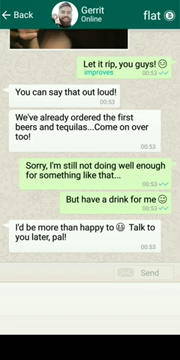 Back
Gerrit
Online
flat
Let it rip, you guys!
improves
00:53
You can say that out loud!
00:53
We've already ordered the first
beers and tequilas...Come on over
too!
00:53
Sorry, I'm still not doing well enough
for something like that...
00:53
But have a drink for me
00:53
I'd be more than happy to 😃 Talk to
you later, pal!
00:53
Send